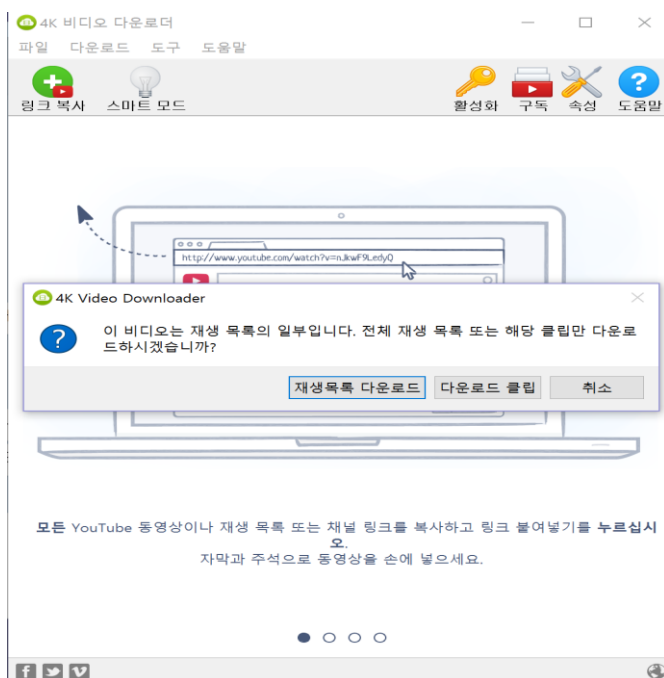 4K 비디오 다운로더
파일 다운로드 도구 도움말
링크 복사 스마트 모드 활성화 구독 속성 도움말
http://www.youtube.com/watch?v=nJkwF9LedyQ
4K Video Downloader
이 비디오는 재생 목록의 일부입니다. 전체 재생 목록 또는 해당 클립만 다운로
드하시겠습니까?
재생목록 다운로드 다운로드 클립 취소
모든 YouTube 동영상이나 재생 목록 또는 채널 링크를 복사하고 링크 붙여넣기를 누르십시
오.
자막과 주석으로 동영상을 손에 넣으세요.